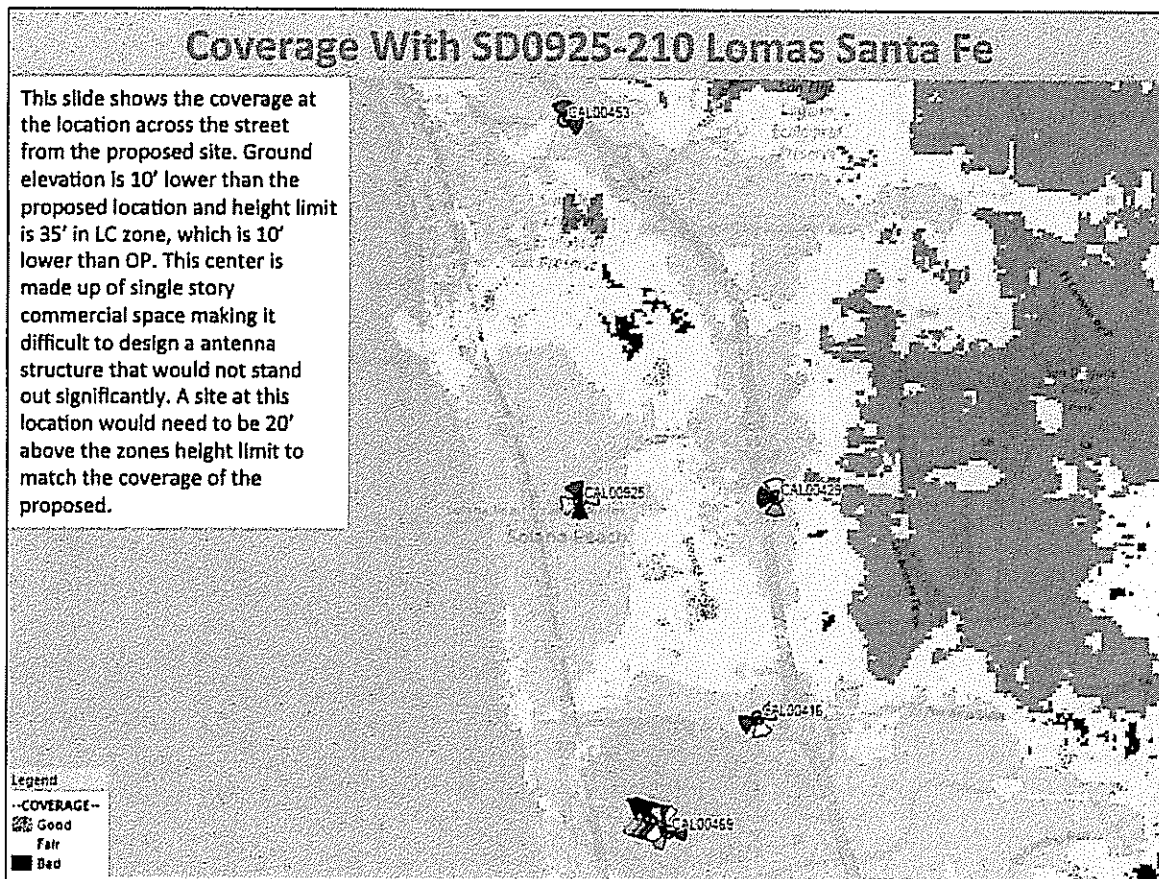 Coverage With SD0925-210 Lomas Santa Fe
This slide shows the coverage at
the location across the street
from the proposed site. Ground
elevation is 10' lower than the
proposed location and height limit
is 35' in LC zone, which is 10'
lower than OP. This center is
made up of single story
commercial space making it
difficult to design a antenna
structure that would not stand
out significantly. A site at this
location would need to be 20'
above the zones height limit to
match the coverage of the
proposed.
CAL00453
CAL00925
CAL00429
Solana Beach
CAL00416
CAL00469
Legend
--COVERAGE--
Good
Fair
Bad